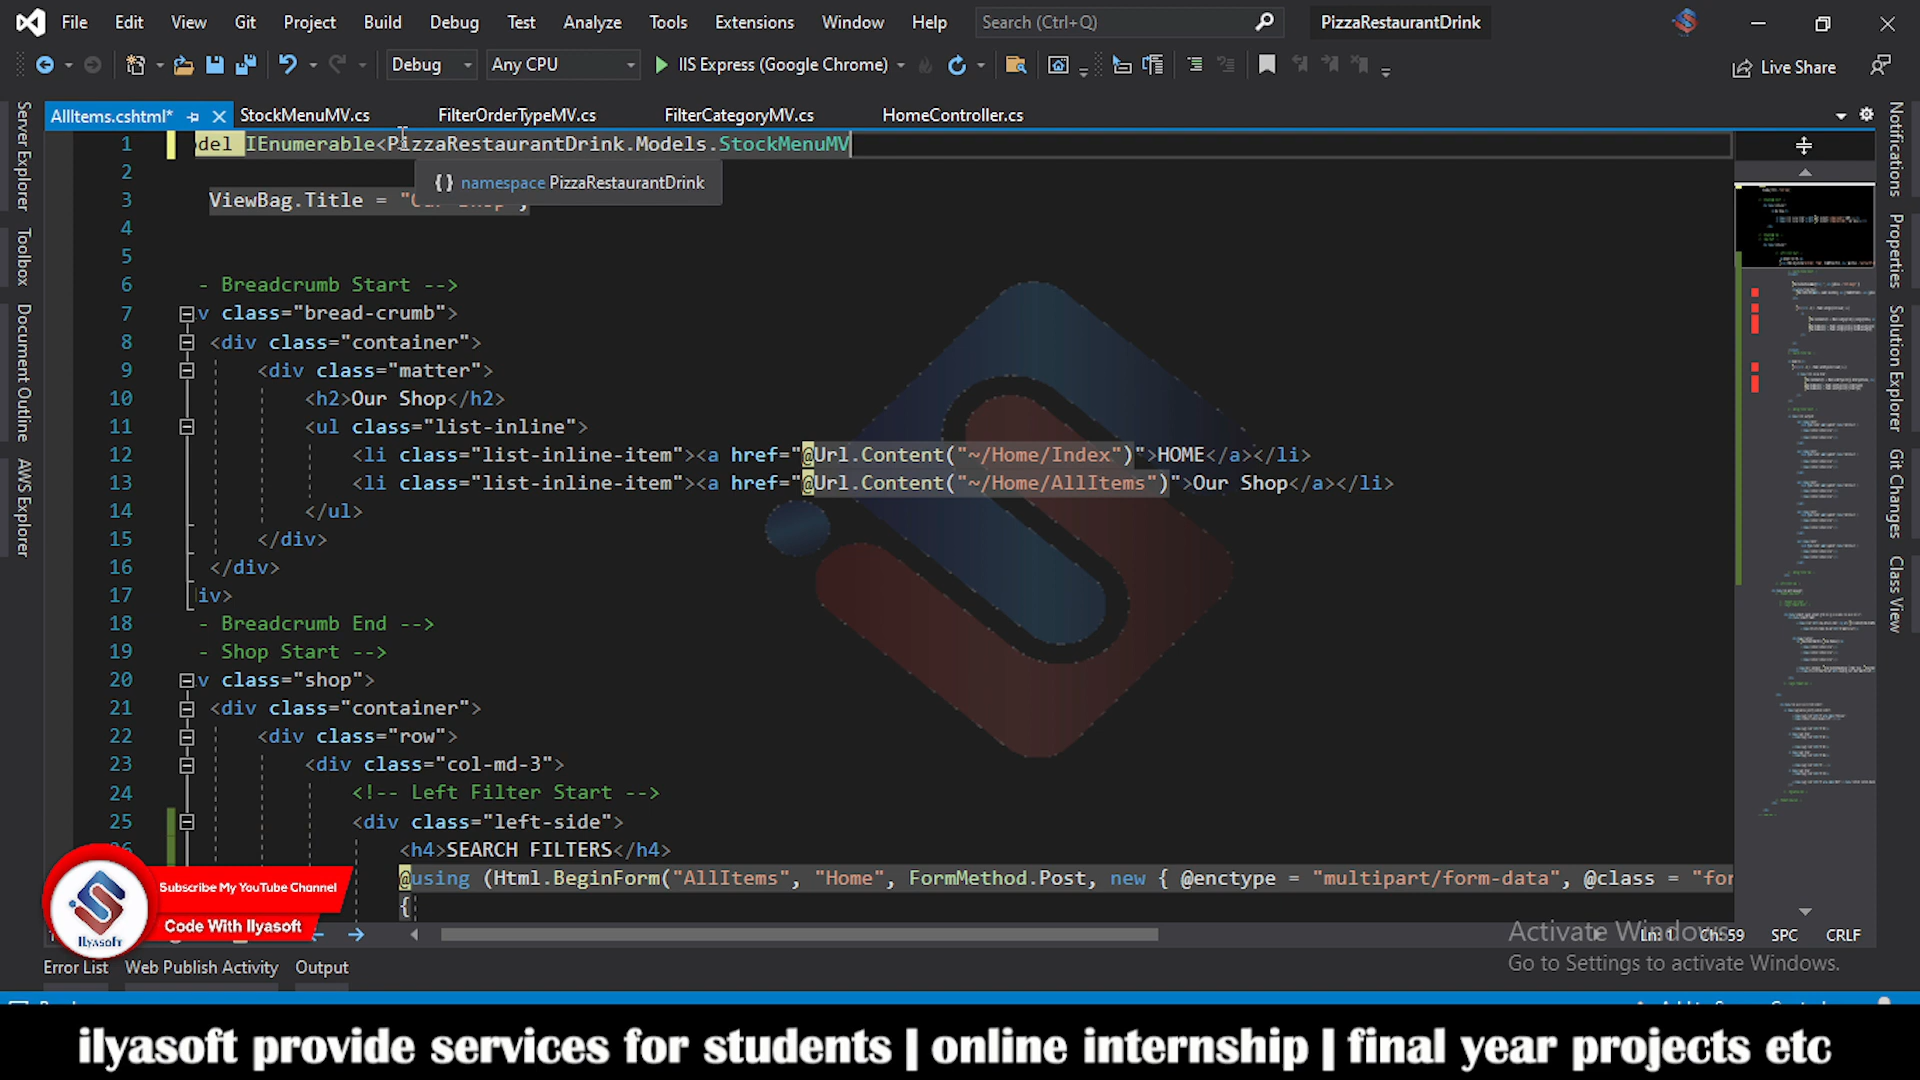 File Edit View Git Project Build Debug Test Analyze Tools Extensions Window Help Search (Ctrl+Q) PizzaRestaurantDrink
Debug Any CPU IIS Express (Google Chrome) Live Share
AllItems.cshtml* StockMenuMV.cs FilterOrderTypeMV.cs FilterCategoryMV.cs HomeController.cs
Server Explorer
Toolbox
Document Outline
AWS Explorer
1 del IEnumerable<PizzaRestaurantDrink.Models.StockMenuMV
2 {} namespace PizzaRestaurantDrink
3 ViewBag.Title = "Our Shop";
4
5
6 - Breadcrumb Start -->
7 v class="bread-crumb">
8 <div class="container">
9 <div class="matter">
10 <h2>Our Shop</h2>
11 <ul class="list-inline">
12 <li class="list-inline-item"><a href="@Url.Content("~/Home/Index")">HOME</a></li>
13 <li class="list-inline-item"><a href="@Url.Content("~/Home/AllItems")">Our Shop</a></li>
14 </ul>
15 </div>
16 </div>
17 iv>
18 - Breadcrumb End -->
19 - Shop Start -->
20 v class="shop">
21 <div class="container">
22 <div class="row">
23 <div class="col-md-3">
24 <!-- Left Filter Start -->
25 <div class="left-side">
<h4>SEARCH FILTERS</h4>
@using (Html.BeginForm("AllItems", "Home", FormMethod.Post, new { @enctype = "multipart/form-data", @class = "for
{
Notifications
Properties
Solution Explorer
Git Changes
Class View
Subscribe My YouTube Channel
Code With Ilyasoft
ilyasoft
Ln: 1 Ch: 59 SPC CRLF
Activate Windows
Go to Settings to activate Windows.
Error List Web Publish Activity Output
ilyasoft provide services for students | online internship | final year projects etc